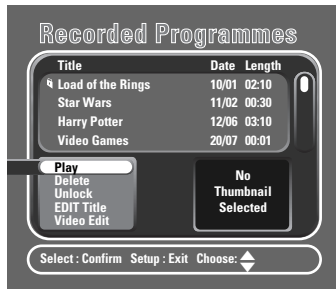 Recorded Programmes
Title Date Length
Load of the Rings 10/01 02:10
Star Wars 11/02 00:30
Harry Potter 12/06 03:10
Video Games 20/07 00:01
Play
Delete
Unlock
EDIT Title
Video Edit
No
Thumbnail
Selected
Select : Confirm Setup : Exit Choose: